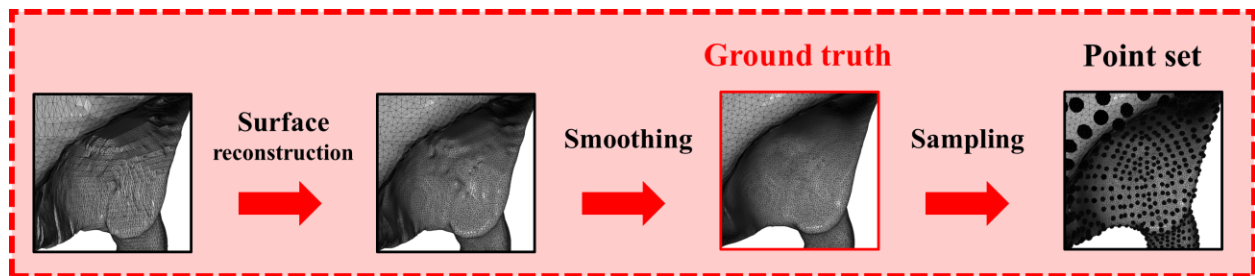 Ground truth
Point set
Surface
reconstruction
Smoothing
Sampling